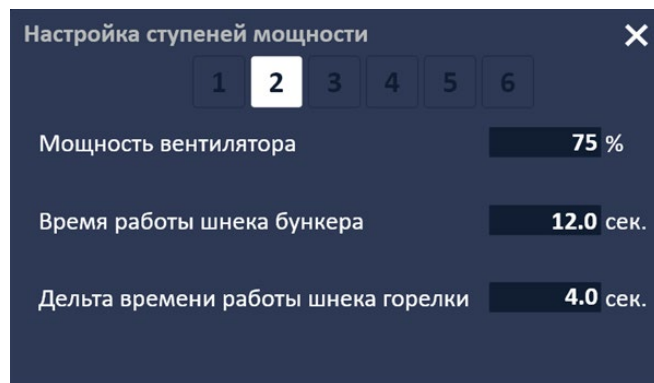 Настройка ступеней мощности
1 2 3 4 5 6
Мощность вентилятора 75 %
Время работы шнека бункера 12.0 сек.
Дельта времени работы шнека горелки 4.0 сек.